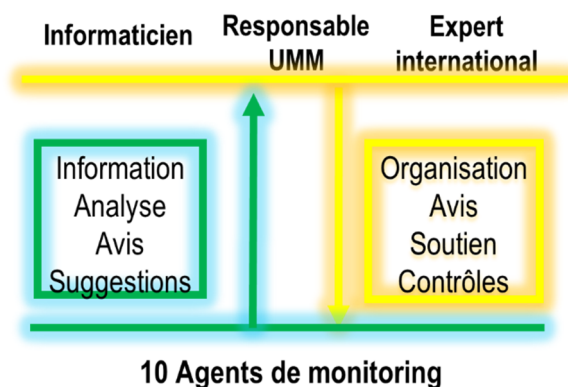 Informaticien
Responsable
UMM
Expert
international
Information
Analyse
Avis
Suggestions
Organisation
Avis
Soutien
Contrôles
10 Agents de monitoring